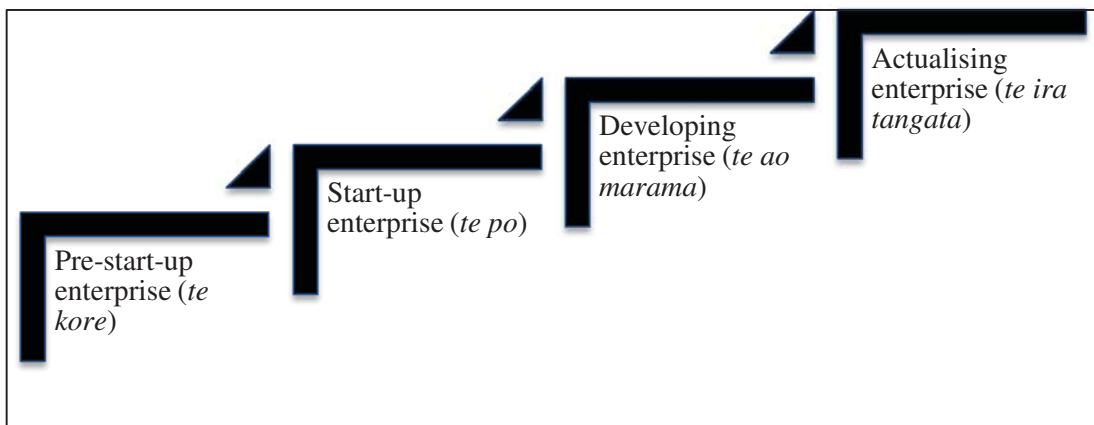 Pre-start-up
enterprise (te
kore)
Start-up
enterprise (te po)
Developing
enterprise (te ao
marama)
Actualising
enterprise (te ira
tangata)